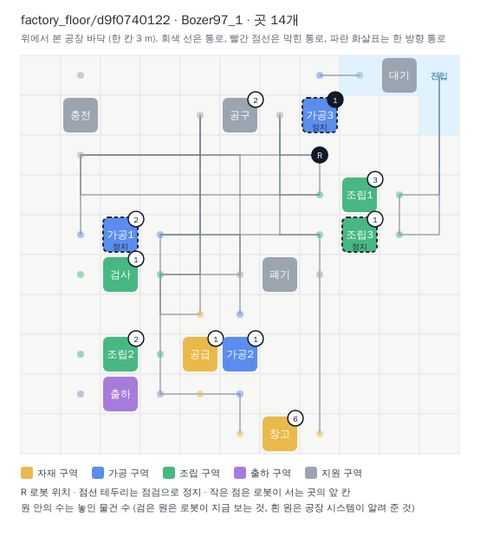 factory_floor/d9f0740122 · Bozer97_1 · 곳 14개
위에서 본 공장 바닥 (한 칸 3 m). 회색 선은 통로, 빨간 점선은 막힌 통로, 파란 화살표는 한 방향 통로
대기
전입
충전
공구 2
가공3 1
정지
R
조립1 3
가공1 2
정지
조립3 1
정지
검사 1
폐기
조립2 2
공급 1
가공2 1
출하
창고 6
자재 구역
가공 구역
조립 구역
출하 구역
지원 구역
R 로봇 위치 · 점선 테두리는 점검으로 정지 · 작은 점은 로봇이 서는 곳의 앞 칸
원 안의 수는 놓인 물건 수 (검은 원은 로봇이 지금 보는 것, 흰 원은 공장 시스템이 알려 준 것)